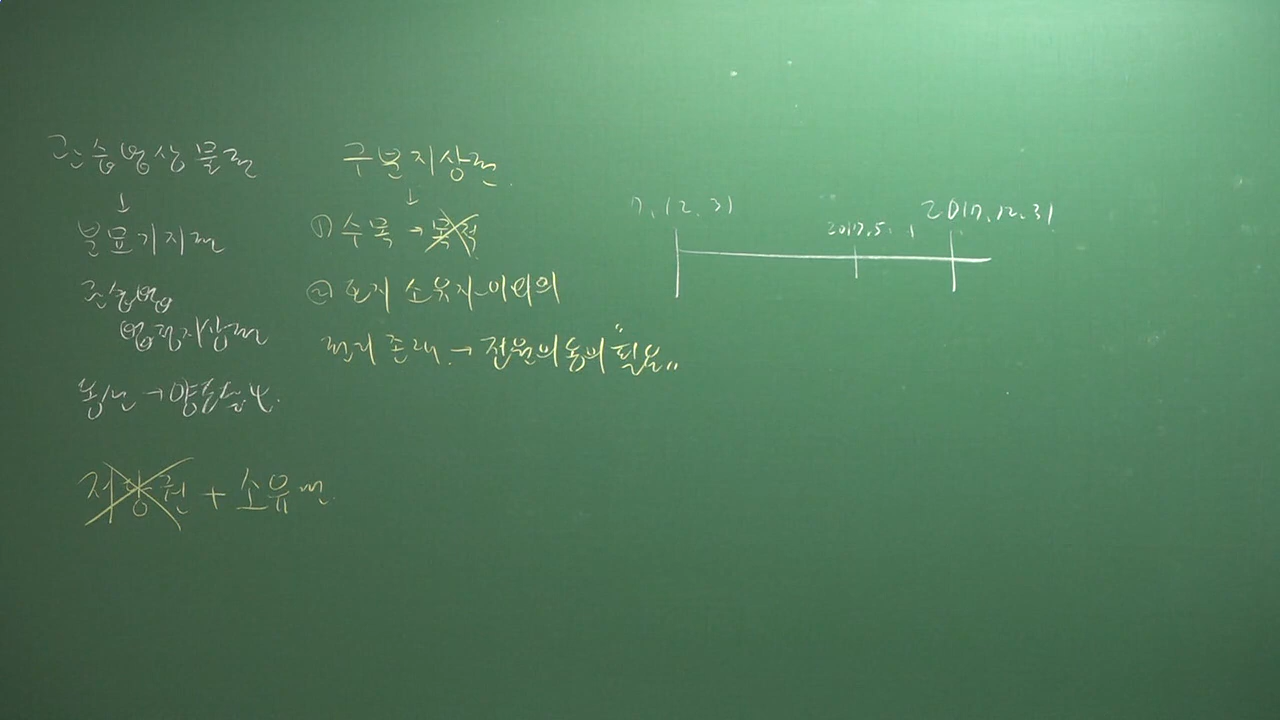 관습법상 물권
↓
분묘기지권
관습법
법정지상권
동산 → 양도담보
저당권 + 소유권
구분지상권
↓
① 수목 → 목적
② 토지 소유자 이외의
권리 존재 → 전원의 동의 "필요"
7. 12. 31
2017. 5. 1
2017. 12. 31